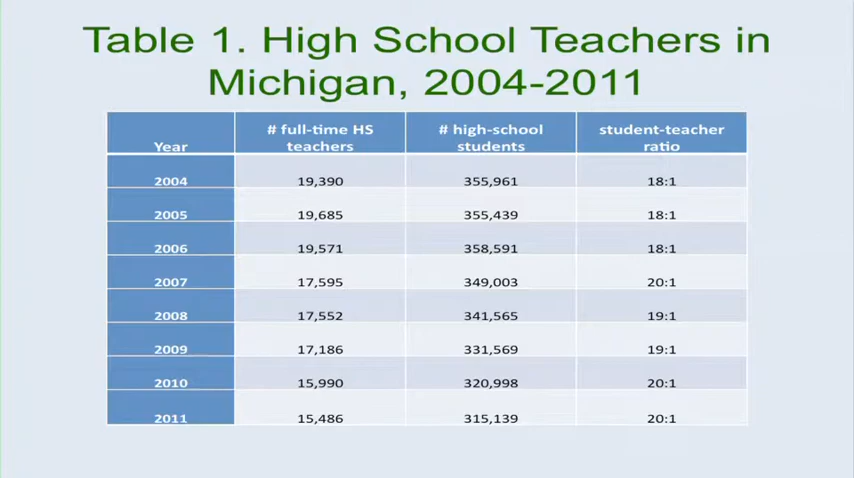 Table 1. High School Teachers in
Michigan, 2004-2011
Year # full-time HS teachers # high-school students student-teacher ratio
2004 19,390 355,961 18:1
2005 19,685 355,439 18:1
2006 19,571 358,591 18:1
2007 17,595 349,003 20:1
2008 17,552 341,565 19:1
2009 17,186 331,569 19:1
2010 15,990 320,998 20:1
2011 15,486 315,139 20:1